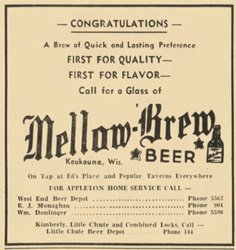 — CONGRATULATIONS —
A Brew of Quick and Lasting Preference
FIRST FOR QUALITY—
FIRST FOR FLAVOR—
Call for a Glass of
Mellow-Brew
Kaukauna, Wis.
BEER
On Tap at Ed's Place and Popular Taverns Everywhere
FOR APPLETON HOME SERVICE CALL —
West End Beer Depot Phone 5562
R. J. Monaghan Phone 901
Wm. Donlinger Phone 5598
Kimberly, Little Chute and Combined Locks, Call —
Little Chute Beer Depot Phone 144